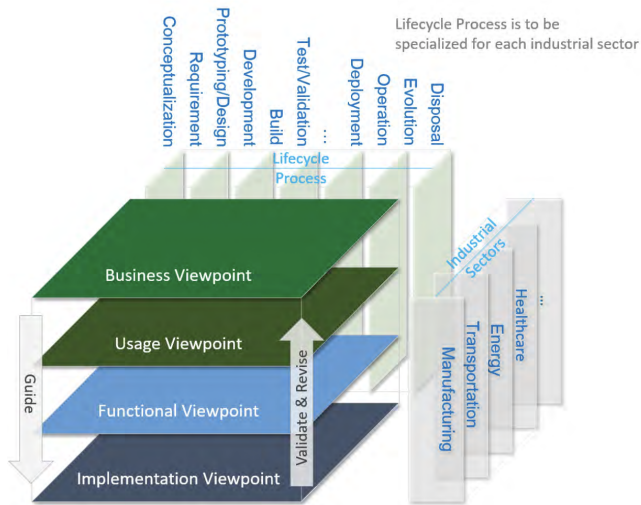 Lifecycle Process is to be
specialized for each industrial sector
Conceptualization
Requirement
Prototyping/Design
Development
Build
Test/Validation
...
Deployment
Operation
Evolution
Disposal
Lifecycle
Process
Business Viewpoint
Usage Viewpoint
Functional Viewpoint
Implementation Viewpoint
Guide
Validate & Revise
Industrial
Sectors
Manufacturing
Transportation
Energy
Healthcare
...